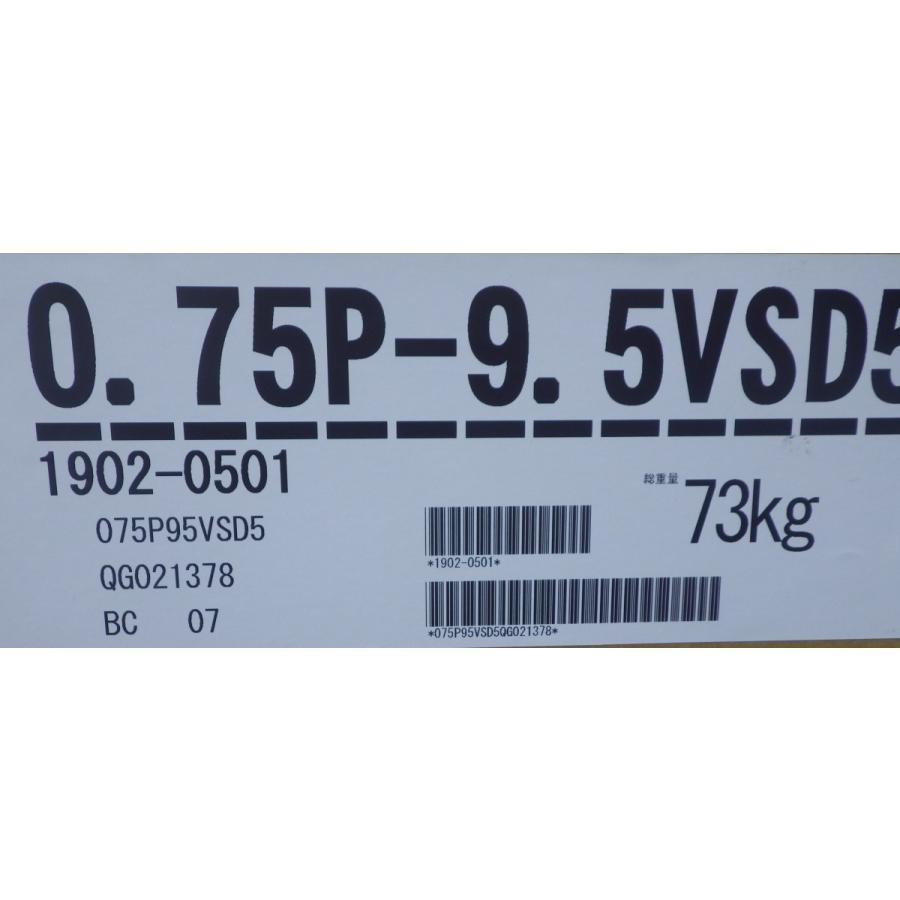 0.75P-9.5VSD5
1902-0501
総重量 73kg
075P95VSD5
QG021378
BC 07
*1902-0501*
*075P95VSD5QG021378*